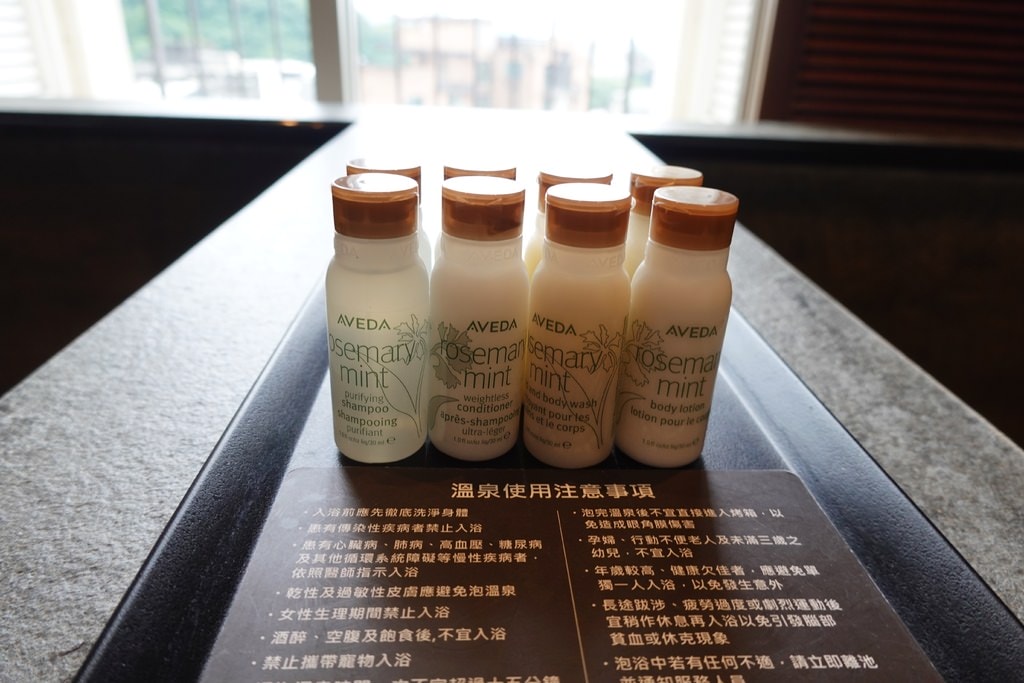 AVEDA
rosemary
mint
purifying
shampoo
shampooing
purifiant
AVEDA
rosemary
mint
weightless
conditioner
après-shampooing
ultra-léger
AVEDA
rosemary
mint
and body wash
et le corps
AVEDA
rosemary
mint
body lotion
lotion pour le
溫泉使用注意事項
・入浴前應先徹底洗淨身體
・患有傳染性疾病者禁止入浴
・患有心臟病、肺病、高血壓、糖尿病
及其他循環系統障礙等慢性疾病者，
依照醫師指示入浴
・乾性及過敏性皮膚應避免泡溫泉
・女性生理期間禁止入浴
・酒醉、空腹及飽食後，不宜入浴
・禁止攜帶寵物入浴
・泡完溫泉後不宜直接進入烤箱，以
免造成眼角膜傷害
・孕婦、行動不便老人及未滿三歲之
幼兒，不宜入浴
・年歲較高、健康欠佳者，應避免單
獨一人入浴，以免發生意外
・長途跋涉、疲勞過度或劇烈運動後
宜稍作休息再入浴以免引發腦部
貧血或休克現象
・泡浴中若有任何不適，請立即離池
並通知服務人員